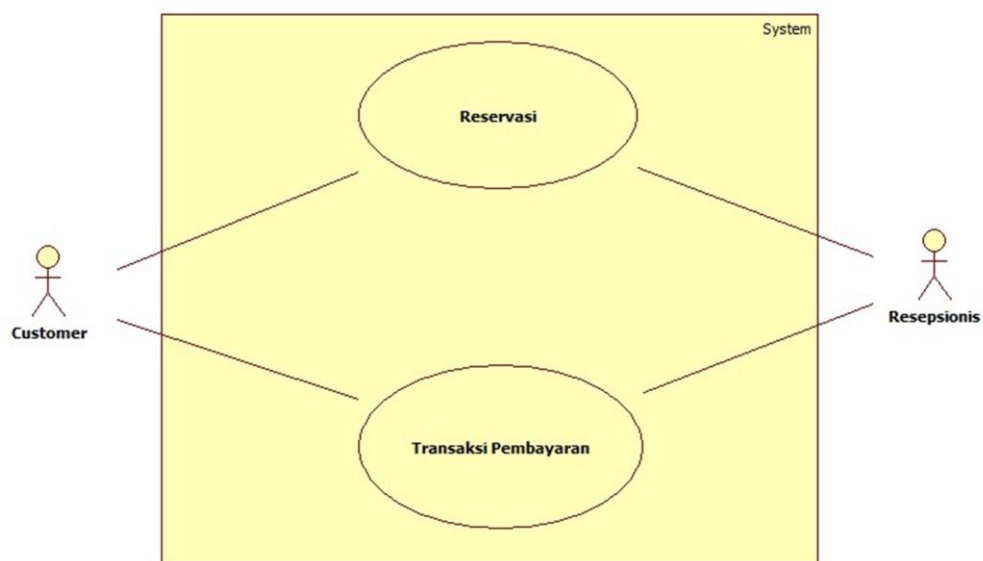 System
Reservasi
Customer
Resepsionis
Transaksi Pembayaran